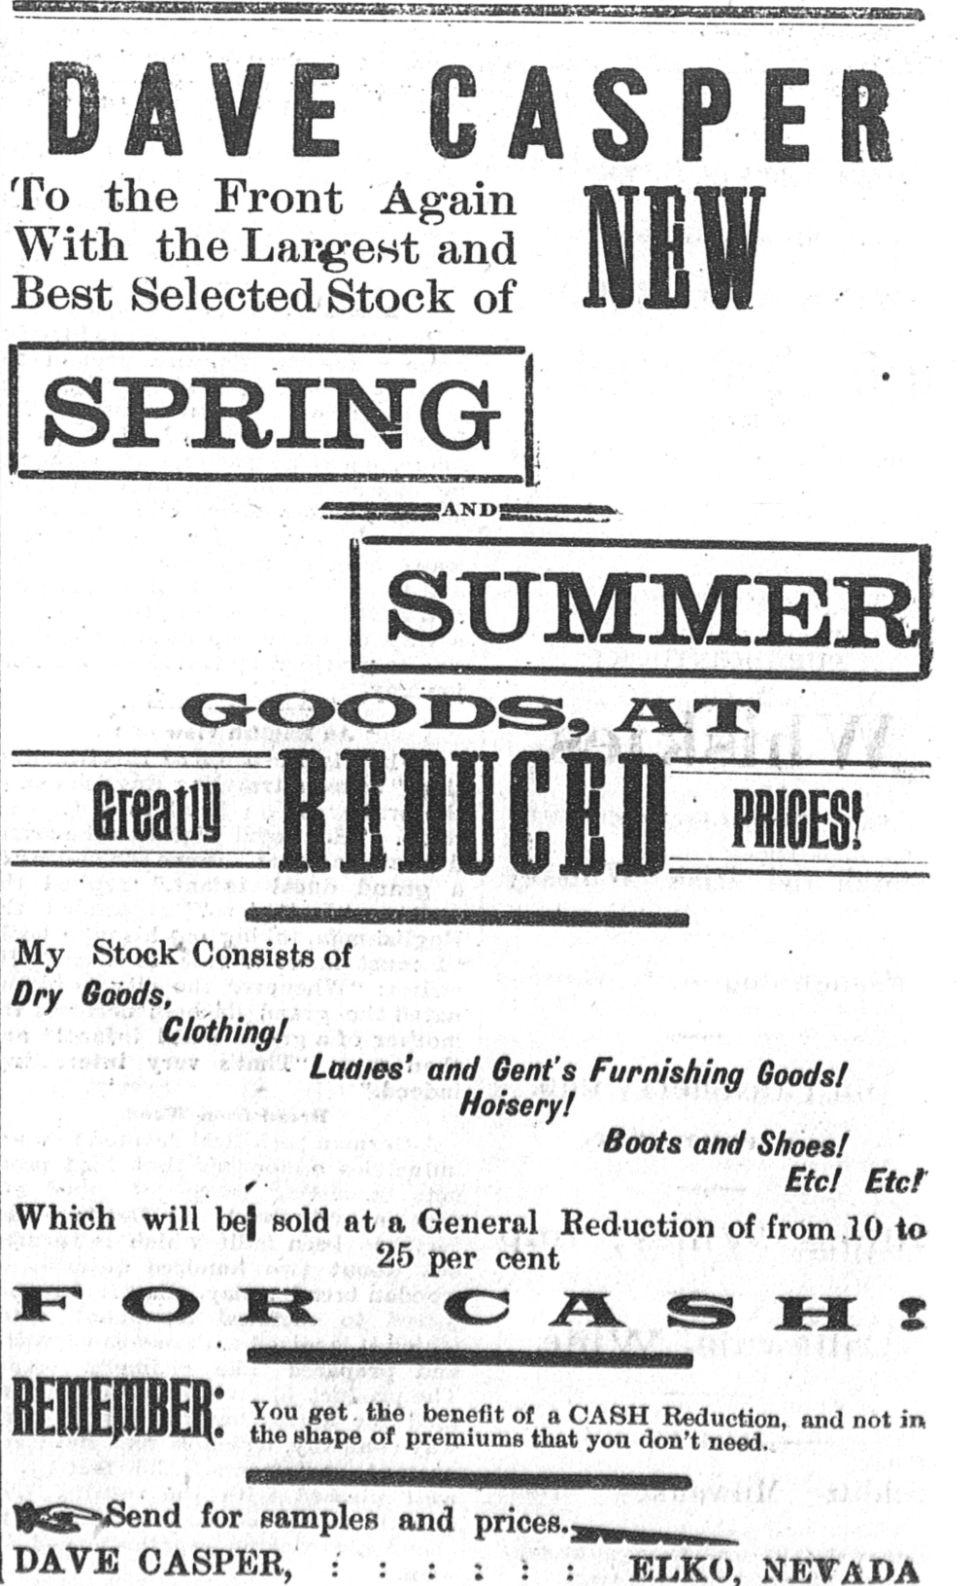 DAVE CASPER
To the Front Again
With the Largest and
Best Selected Stock of
NEW
SPRING
AND
SUMMER
GOODS, AT
Greatly REDUCED PRICES!
My Stock Consists of
Dry Goods,
Clothing!
Ladies' and Gent's Furnishing Goods!
Hoisery!
Boots and Shoes!
Etc! Etc!
Which will be sold at a General Reduction of from 10 to
25 per cent
FOR CASH!
REMEMBER:
You get the benefit of a CASH Reduction, and not in
the shape of premiums that you don't need.
Send for samples and prices.
DAVE CASPER, : : : : : : ELKO, NEVADA